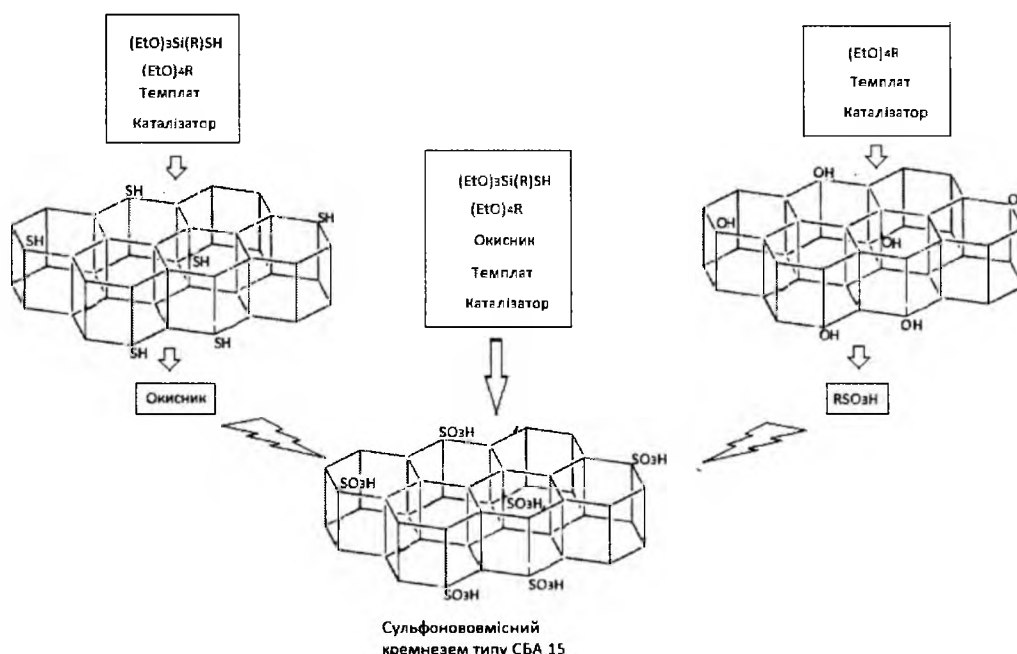 (EtO)₃Si(R)SH
(EtO)₄R
Темплат
Каталізатор
SH
SH
SH
SH
SH
SH
Окисник
(EtO)₃Si(R)SH
(EtO)₄R
Окисник
Темплат
Каталізатор
(EtO)₄R
Темплат
Каталізатор
OH
OH
OH
OH
OH
RSO₃H
SO₃H
SO₃H
SO₃H
SO₃H
SO₃H
SO₃H
Сульфонововмісний
кремнезем типу СБА 15